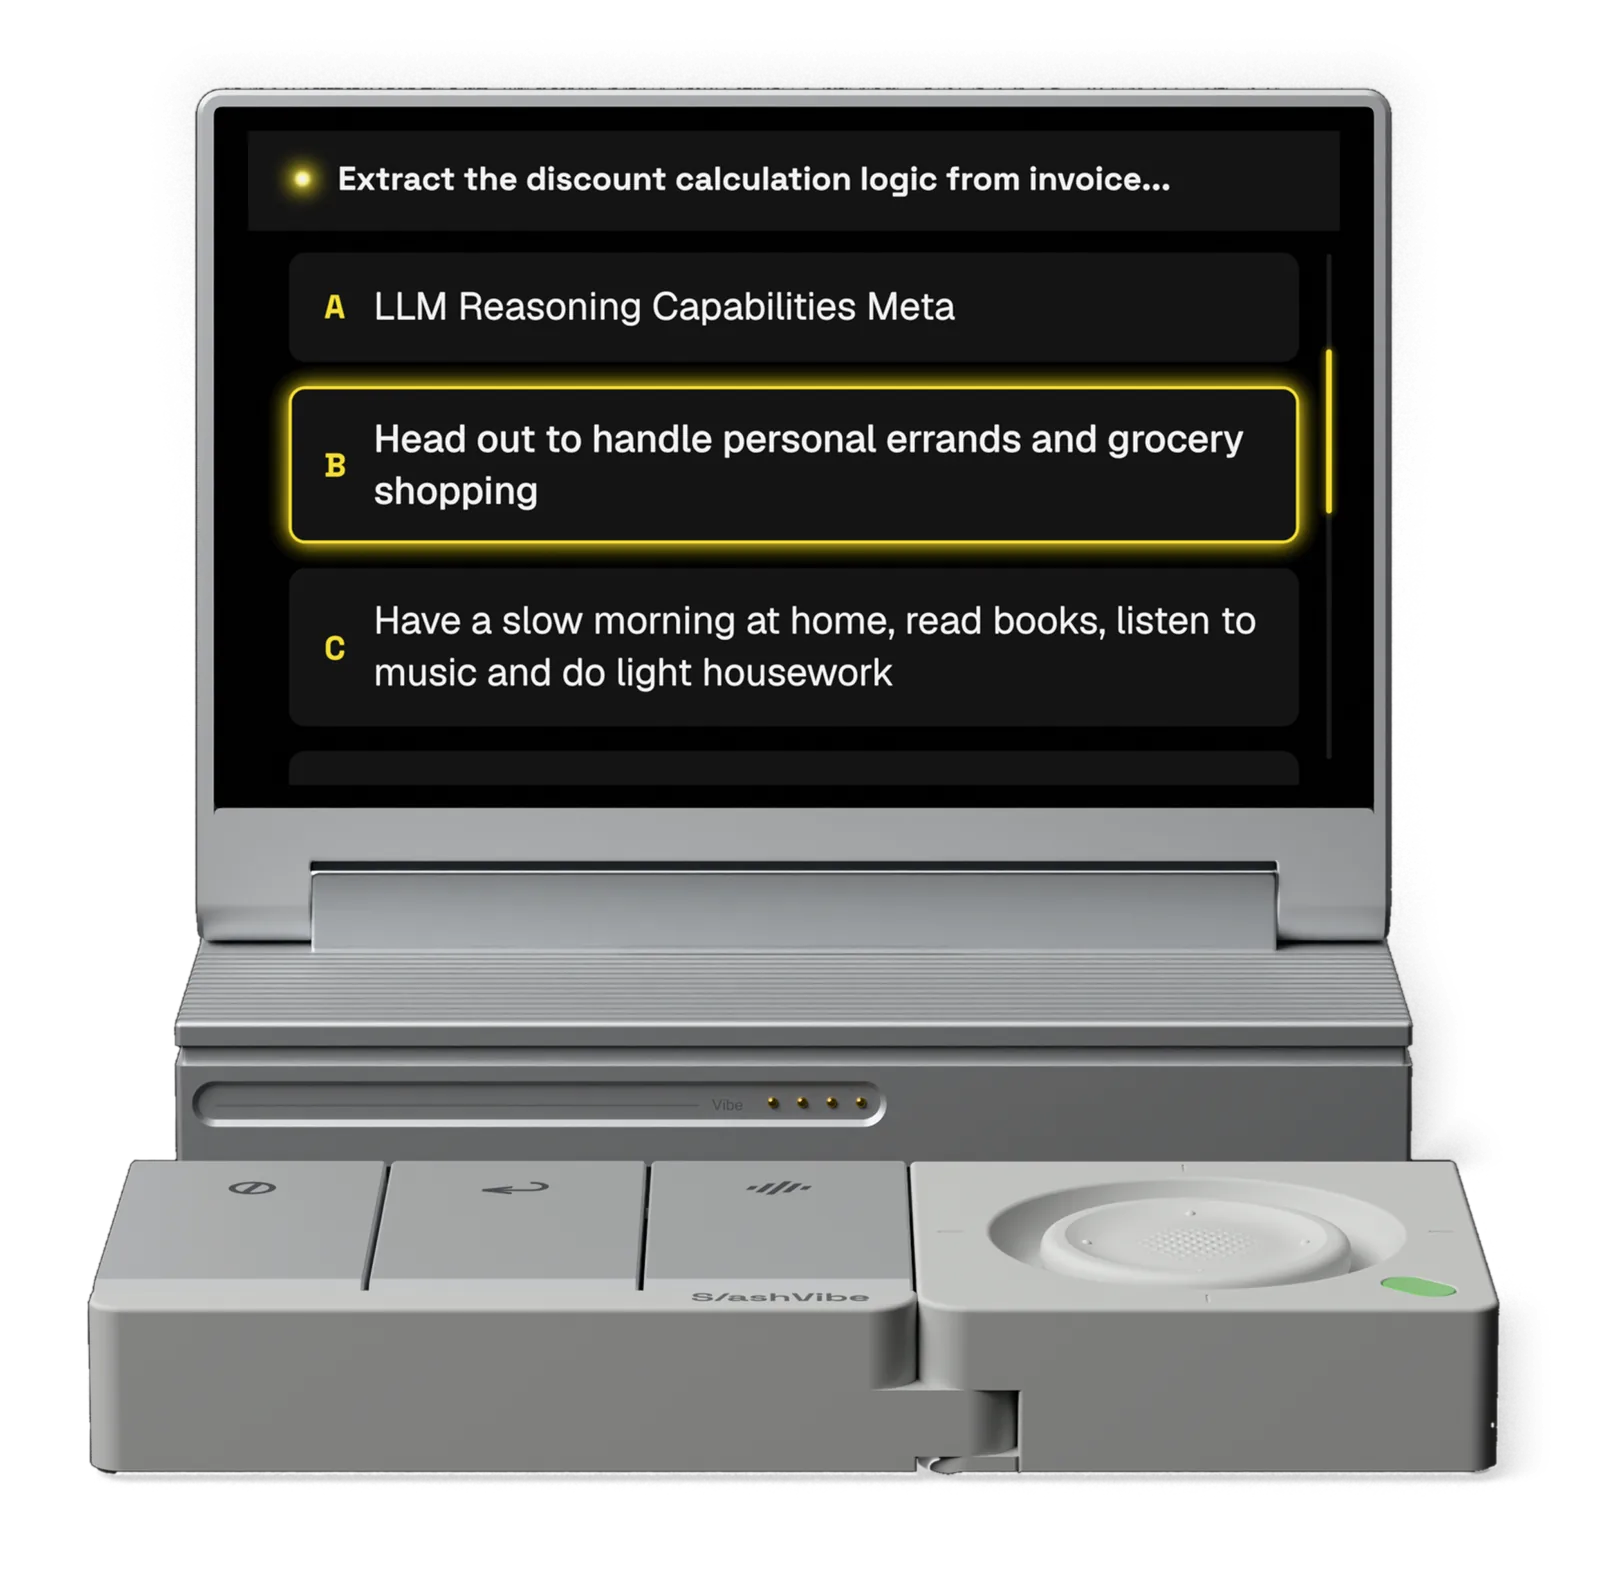 Extract the discount calculation logic from invoice...
A LLM Reasoning Capabilities Meta
B Head out to handle personal errands and grocery
shopping
C Have a slow morning at home, read books, listen to
music and do light housework
Vibe
S/ashVibe